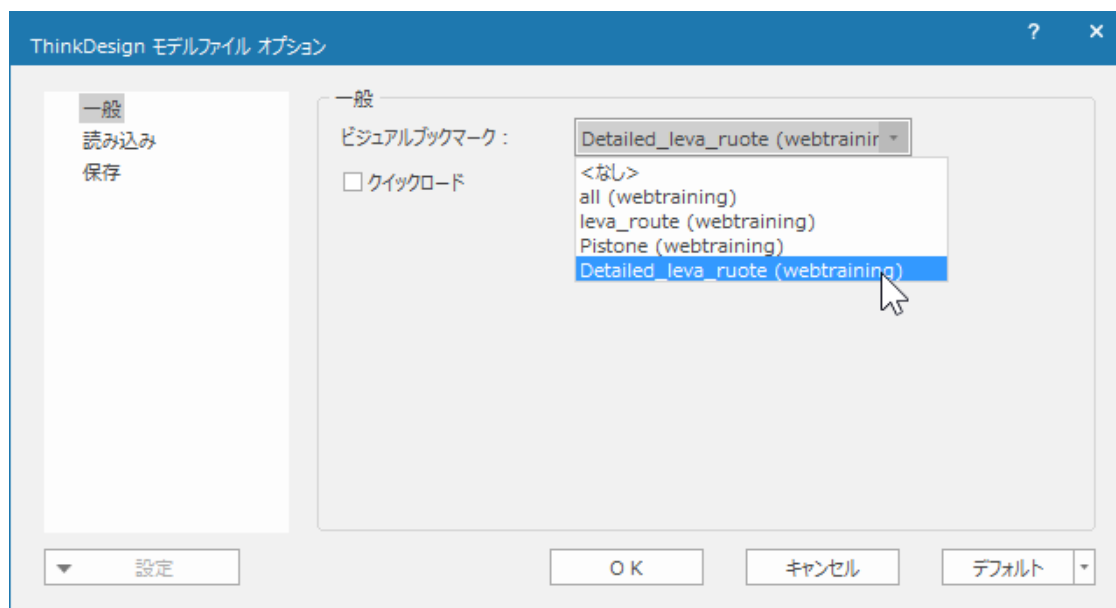 ThinkDesign モデルファイル オプション
?
×
一般
読み込み
保存
一般
ビジュアルブックマーク :
Detailed_leva_ruote (webtrainin
クイックロード
<なし>
all (webtraining)
leva_route (webtraining)
Pistone (webtraining)
Detailed_leva_ruote (webtraining)
設定
O K
キャンセル
デフォルト